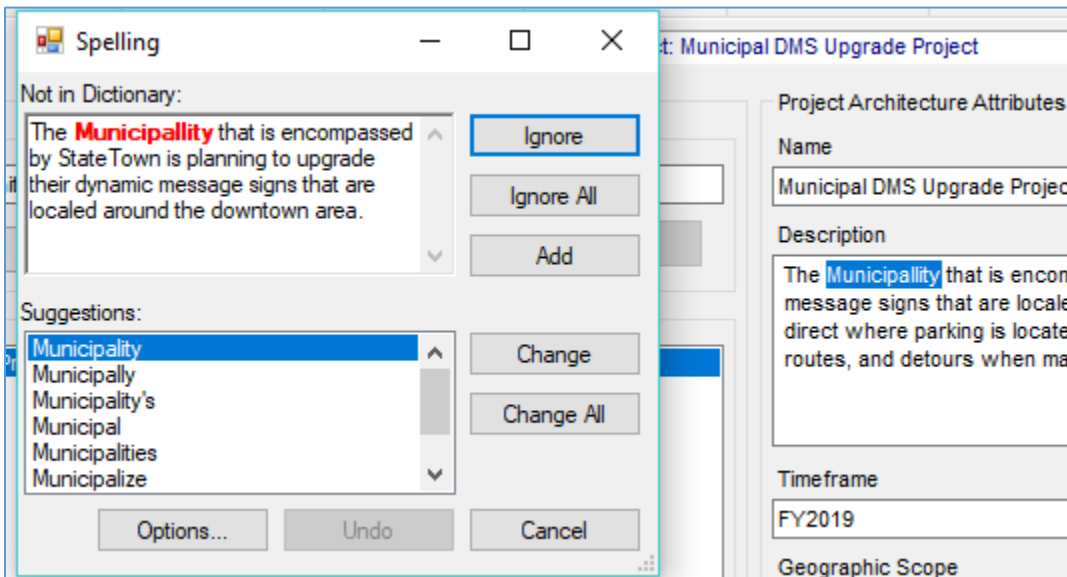 Spelling
Not in Dictionary:
The Municipallity that is encompassed
by StateTown is planning to upgrade
their dynamic message signs that are
localed around the downtown area.
Ignore
Ignore All
Add
Suggestions:
Municipality
Municipally
Municipality's
Municipal
Municipalities
Municipalize
Change
Change All
Options...
Undo
Cancel
t: Municipal DMS Upgrade Project
Project Architecture Attributes
Name
Municipal DMS Upgrade Projec
Description
The Municipallity that is encom
message signs that are locale
direct where parking is locate
routes, and detours when ma
Timeframe
FY2019
Geographic Scope